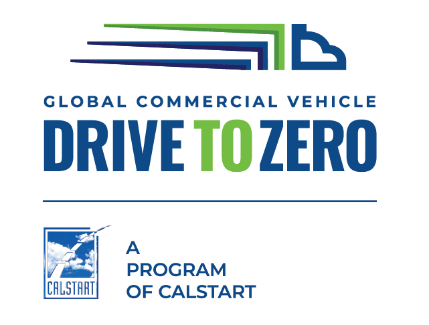 GLOBAL COMMERCIAL VEHICLE
DRIVE TO ZERO
CALSTART
A
PROGRAM
OF CALSTART